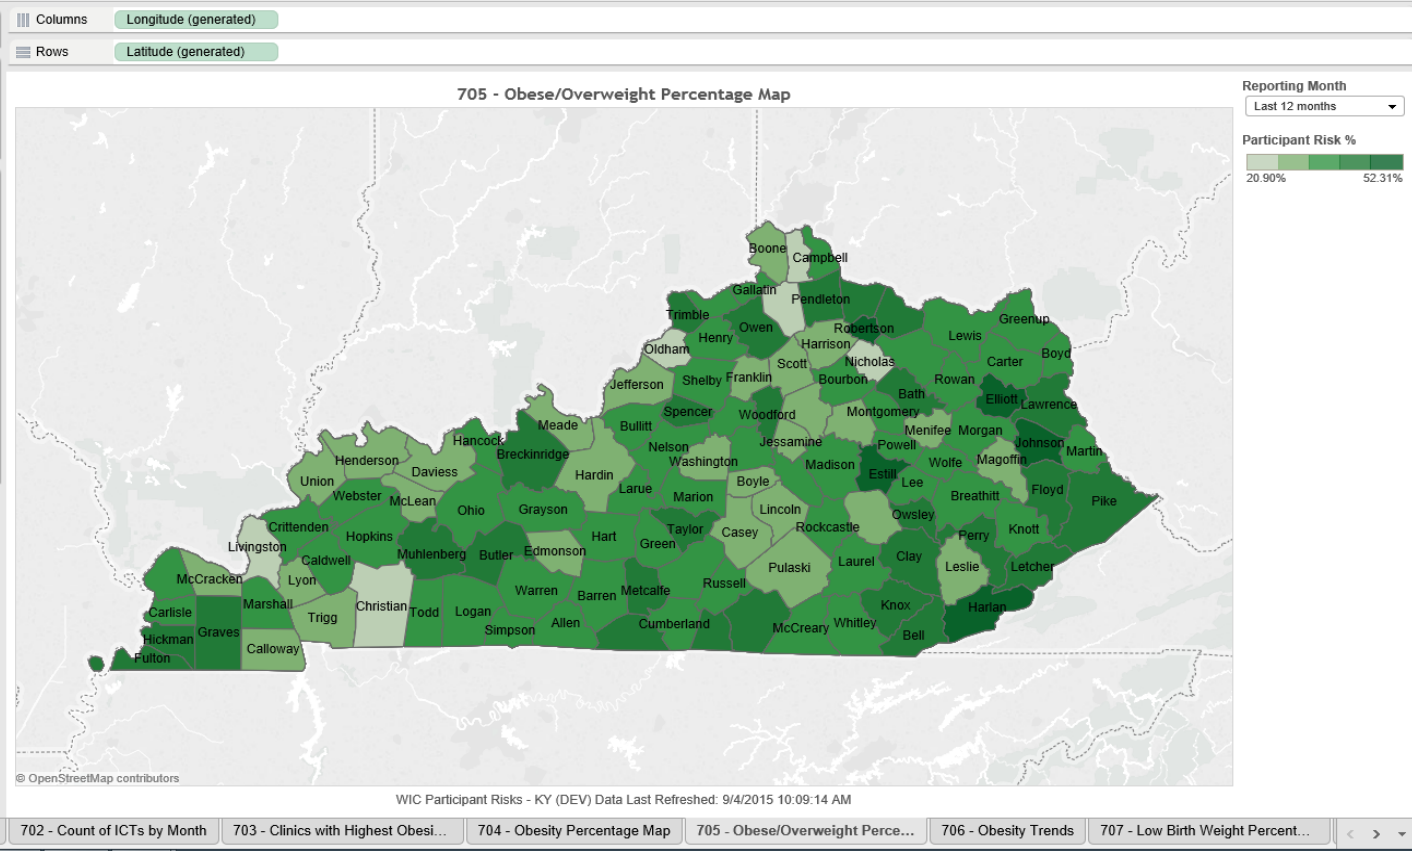 Columns
Longitude (generated)
Rows
Latitude (generated)
705 - Obese/Overweight Percentage Map
Reporting Month
Last 12 months
Participant Risk %
20.90%
52.31%
Boone
Campbell
Gallatin
Pendleton
Trimble
Owen
Robertson
Greenup
Lewis
Henry
Harrison
Oldham
Boyd
Nicholas
Carter
Scott
Jefferson
Shelby
Franklin
Bourbon
Rowan
Bath
Elliott
Lawrence
Spencer
Woodford
Montgomery
Meade
Bullitt
Menifee
Morgan
Hancock
Jessamine
Powell
Johnson
Nelson
Martin
Breckinridge
Henderson
Washington
Madison
Wolfe
Magoffin
Daviess
Hardin
Estill
Union
Boyle
Lee
Larue
Floyd
Webster
McLean
Marion
Breathitt
Pike
Ohio
Grayson
Lincoln
Owsley
Crittenden
Taylor
Rockcastle
Knott
Hopkins
Hart
Casey
Perry
Livingston
Muhlenberg
Butler
Edmonson
Green
Clay
Caldwell
Pulaski
Laurel
Leslie
Letcher
McCracken
Lyon
Warren
Metcalfe
Russell
Barren
Marshall
Christian
Knox
Harlan
Carlisle
Todd
Logan
Trigg
Allen
Cumberland
Whitley
Graves
Simpson
McCreary
Hickman
Bell
Calloway
Fulton
© OpenStreetMap contributors
WIC Participant Risks - KY (DEV) Data Last Refreshed: 9/4/2015 10:09:14 AM
702 - Count of ICTs by Month
703 - Clinics with Highest Obesi...
704 - Obesity Percentage Map
705 - Obese/Overweight Perce...
706 - Obesity Trends
707 - Low Birth Weight Percent...